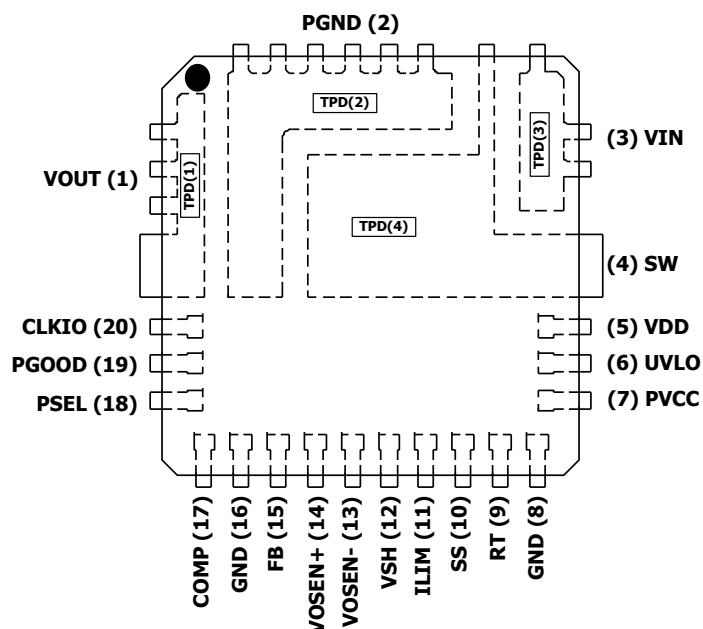 PGND (2)
TPD(2)
TPD(3)
(3) VIN
VOUT (1)
TPD(1)
TPD(4)
(4) SW
CLKIO (20)
(5) VDD
PGOOD (19)
(6) UVLO
PSEL (18)
(7) PVCC
COMP (17)
GND (16)
FB (15)
VOSEN+ (14)
VOSEN- (13)
VSH (12)
ILIM (11)
SS (10)
RT (9)
GND (8)